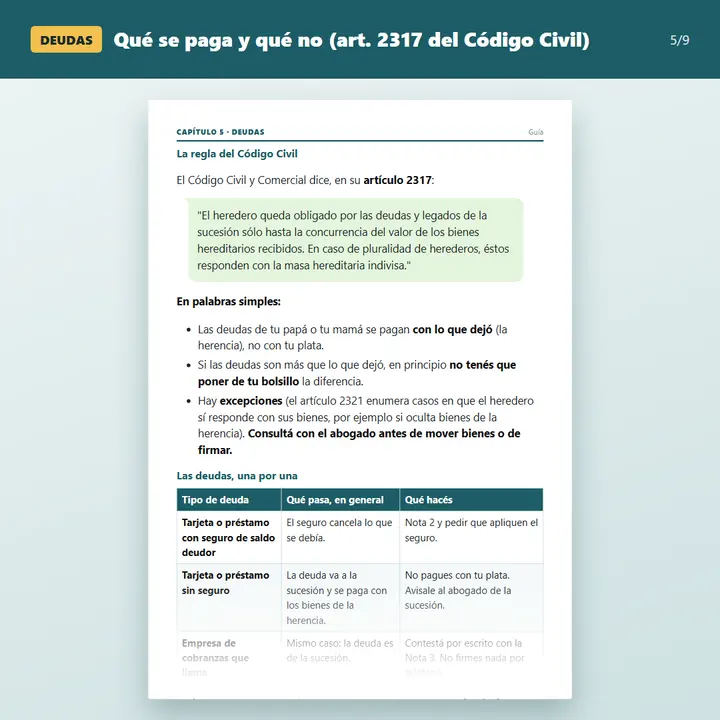 DEUDAS
Qué se paga y qué no (art. 2317 del Código Civil)
5/9
CAPÍTULO 5 · DEUDAS
Guía
La regla del Código Civil
El Código Civil y Comercial dice, en su artículo 2317:
"El heredero queda obligado por las deudas y legados de la
sucesión sólo hasta la concurrencia del valor de los bienes
hereditarios recibidos. En caso de pluralidad de herederos, éstos
responden con la masa hereditaria indivisa."
En palabras simples:
• Las deudas de tu papá o tu mamá se pagan con lo que dejó (la
herencia), no con tu plata.
• Si las deudas son más que lo que dejó, en principio no tenés que
poner de tu bolsillo la diferencia.
• Hay excepciones (el artículo 2321 enumera casos en que el heredero
sí responde con sus bienes, por ejemplo si oculta bienes de la
herencia). Consultá con el abogado antes de mover bienes o de
firmar.
Las deudas, una por una
Tipo de deuda
Qué pasa, en general
Qué hacés
Tarjeta o préstamo
con seguro de saldo
deudor
El seguro cancela lo que
se debía.
Nota 2 y pedir que apliquen el
seguro.
Tarjeta o préstamo
sin seguro
La deuda va a la
sucesión y se paga con
los bienes de la
herencia.
No pagues con tu plata.
Avisale al abogado de la
sucesión.
Empresa de
cobranzas que
llama
Mismo caso: la deuda es
de la sucesión.
Contestá por escrito con la
Nota 3. No firmes nada por